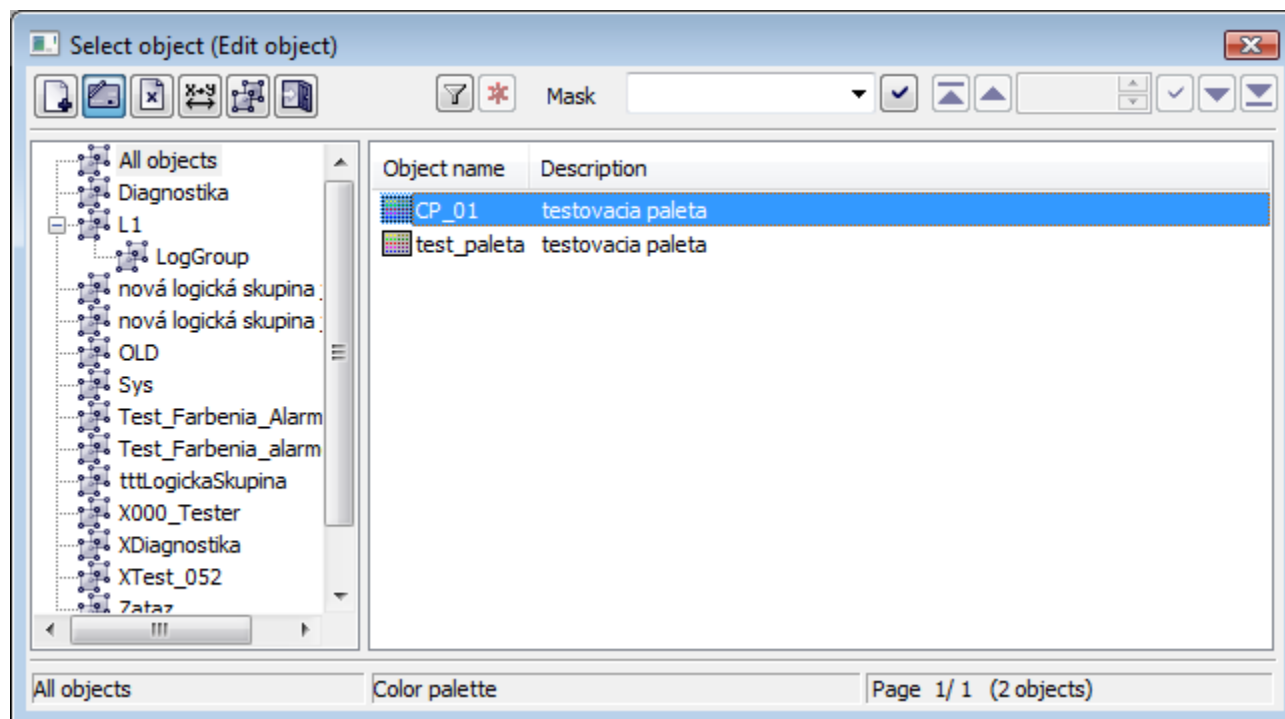 Select object (Edit object)
Mask
All objects
Diagnostika
L1
LogGroup
nová logická skupina
nová logická skupina
OLD
Sys
Test_Farbenia_Alarm
Test_Farbenia_alarm
tttLogickaSkupina
X000_Tester
XDiagnostika
XTest_052
Zataz
Object name Description
CP_01 testovacia paleta
test_paleta testovacia paleta
All objects Color palette Page 1/ 1 (2 objects)